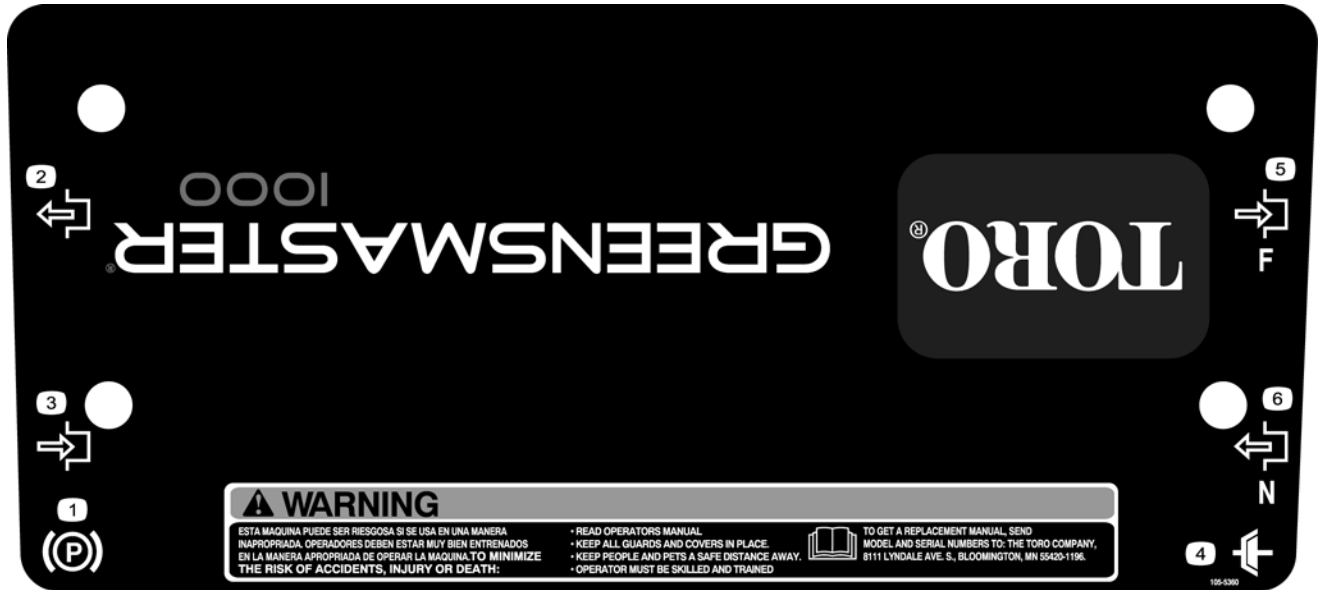 2
5
1000
GREENSMASTER®
TORO®
F
3
6
N
1
P
4
WARNING
ESTA MAQUINA PUEDE SER RIESGOSA SI SE USA EN UNA MANERA
INAPROPRIADA. OPERADORES DEBEN ESTAR MUY BIEN ENTRENADOS
EN LA MANERA APROPRIADA DE OPERAR LA MAQUINA.TO MINIMIZE
THE RISK OF ACCIDENTS, INJURY OR DEATH:
• READ OPERATORS MANUAL
• KEEP ALL GUARDS AND COVERS IN PLACE.
• KEEP PEOPLE AND PETS A SAFE DISTANCE AWAY.
• OPERATOR MUST BE SKILLED AND TRAINED
TO GET A REPLACEMENT MANUAL, SEND
MODEL AND SERIAL NUMBERS TO: THE TORO COMPANY,
8111 LYNDALE AVE. S., BLOOMINGTON, MN 55420-1196.
105-5360